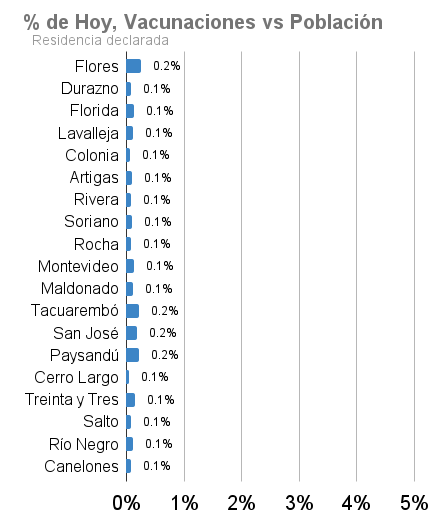 % de Hoy, Vacunaciones vs Población
Residencia declarada
Flores 0.2%
Durazno 0.1%
Florida 0.1%
Lavalleja 0.1%
Colonia 0.1%
Artigas 0.1%
Rivera 0.1%
Soriano 0.1%
Rocha 0.1%
Montevideo 0.1%
Maldonado 0.1%
Tacuarembó 0.2%
San José 0.2%
Paysandú 0.2%
Cerro Largo 0.1%
Treinta y Tres 0.1%
Salto 0.1%
Río Negro 0.1%
Canelones 0.1%
0% 1% 2% 3% 4% 5%